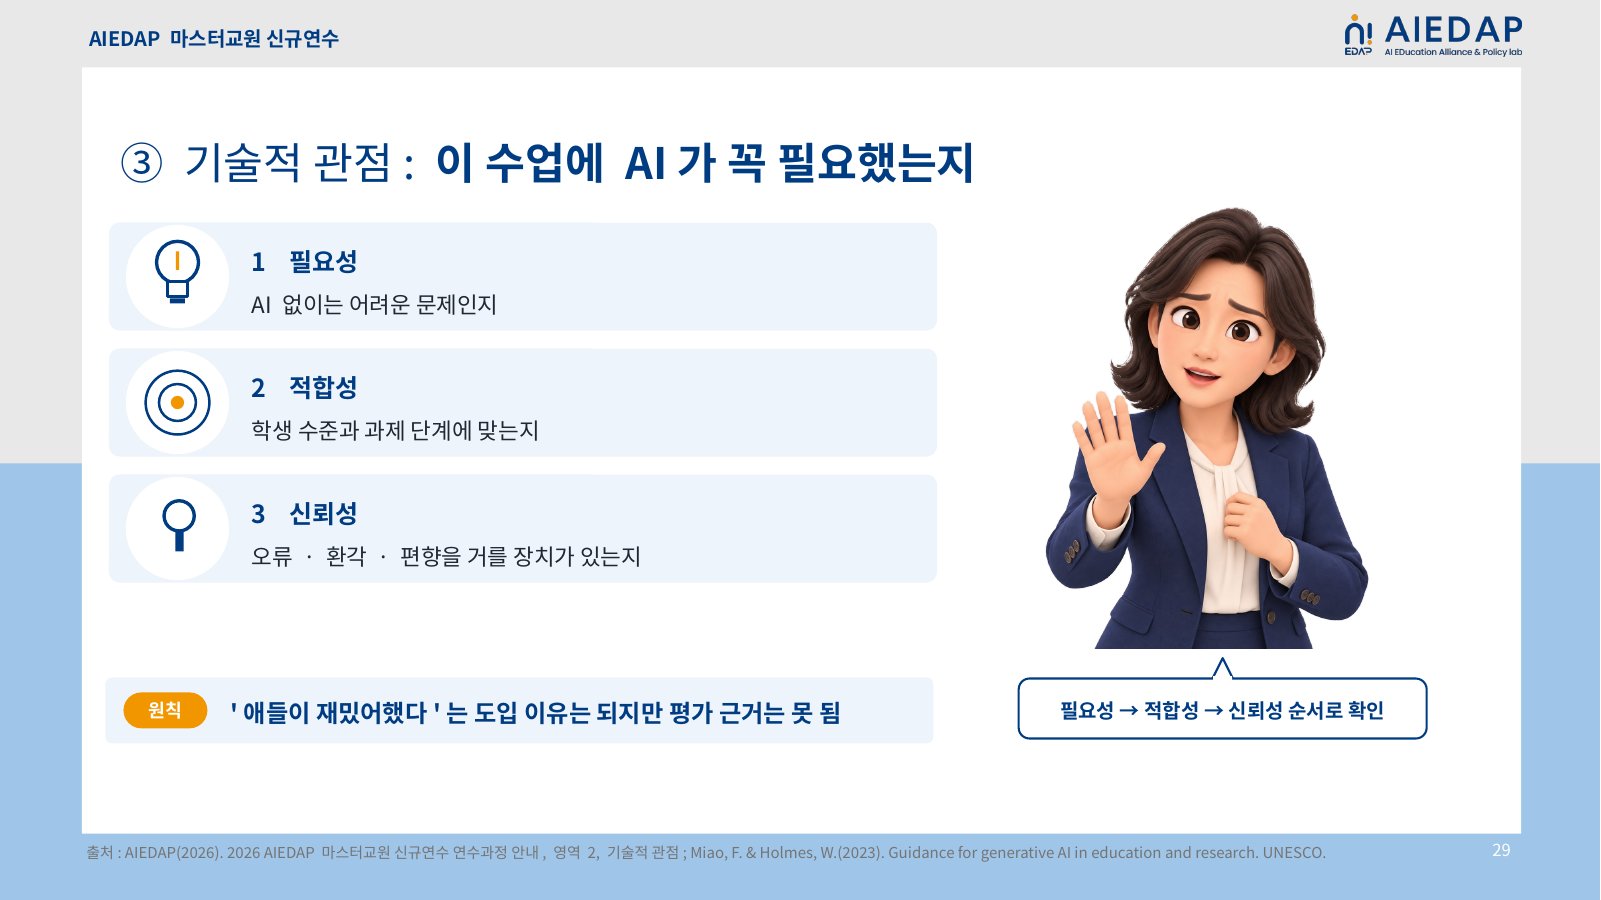 AIEDAP 마스터교원 신규연수
AIEDAP
EDAP
AI EDucation Alliance & Policy lab
③ 기술적 관점 : 이 수업에 AI 가 꼭 필요했는지
1 필요성
AI 없이는 어려운 문제인지
2 적합성
학생 수준과 과제 단계에 맞는지
3 신뢰성
오류 · 환각 · 편향을 거를 장치가 있는지
원칙 ' 애들이 재밌어했다 ' 는 도입 이유는 되지만 평가 근거는 못 됨
필요성 → 적합성 → 신뢰성 순서로 확인
출처 : AIEDAP(2026). 2026 AIEDAP 마스터교원 신규연수 연수과정 안내 , 영역 2, 기술적 관점 ; Miao, F. & Holmes, W.(2023). Guidance for generative AI in education and research. UNESCO.
29